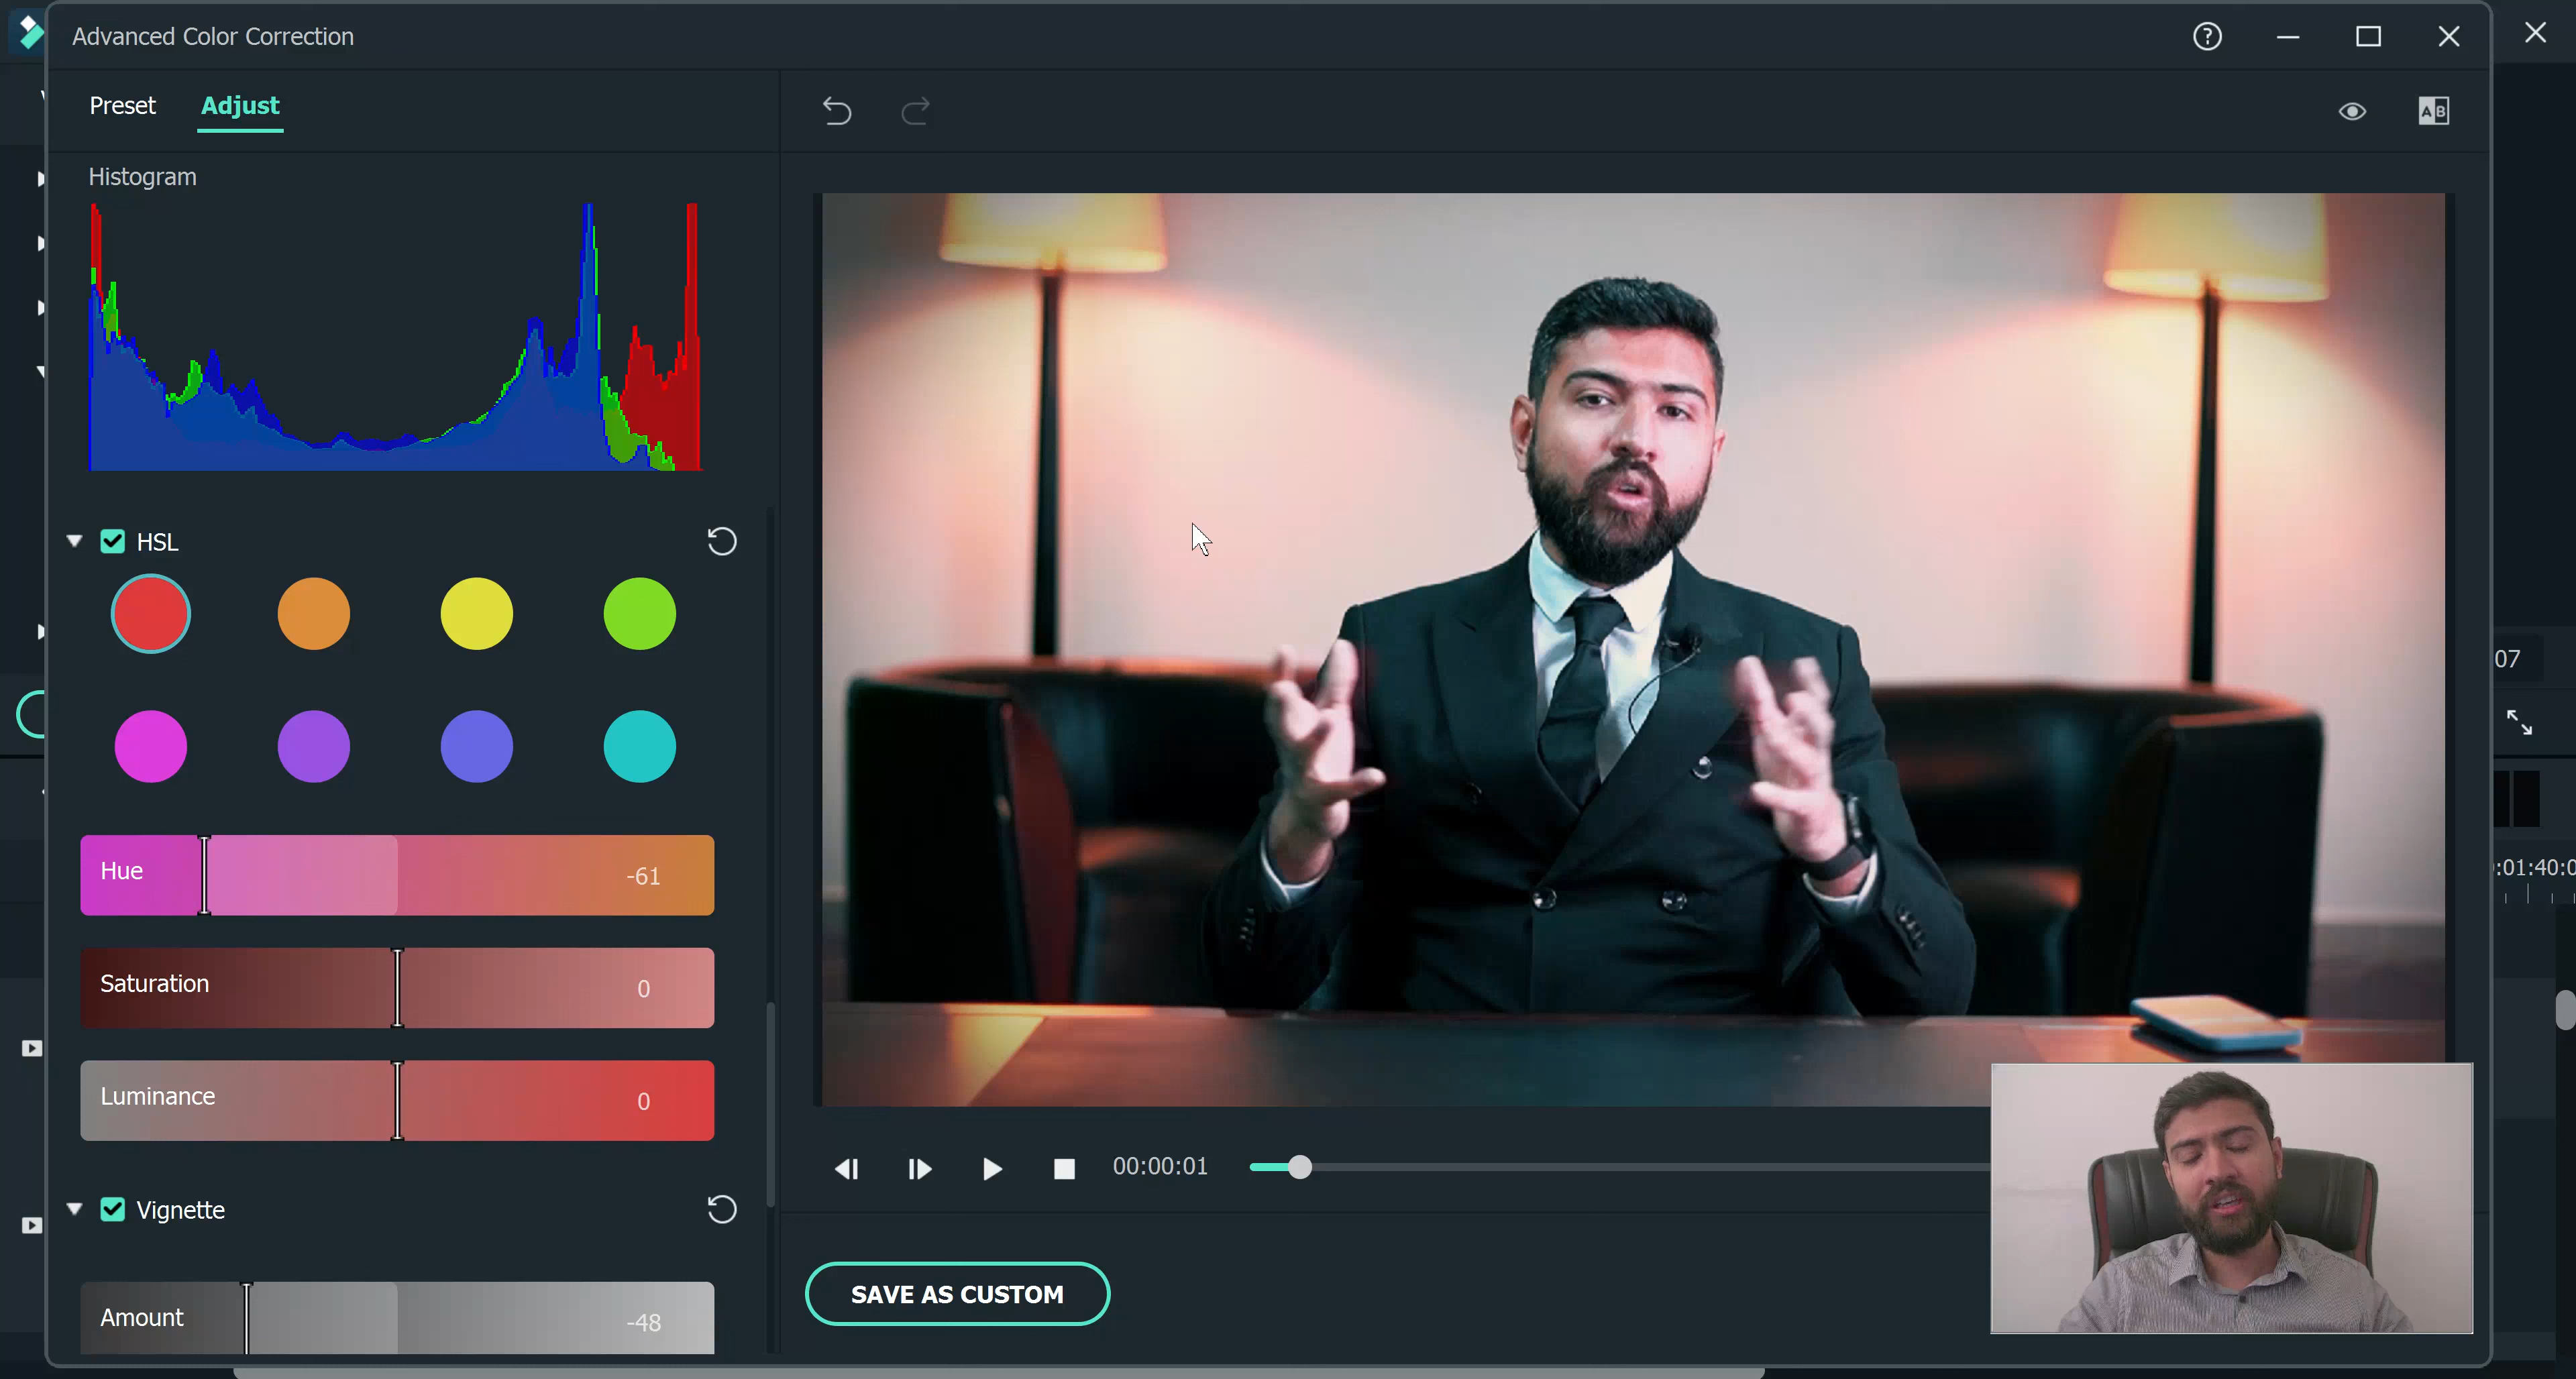 Advanced Color Correction
Preset Adjust
A B
Histogram
HSL
07
Hue -61
:01:40:0
Saturation 0
Luminance 0
00:00:01
Vignette
SAVE AS CUSTOM
Amount -48